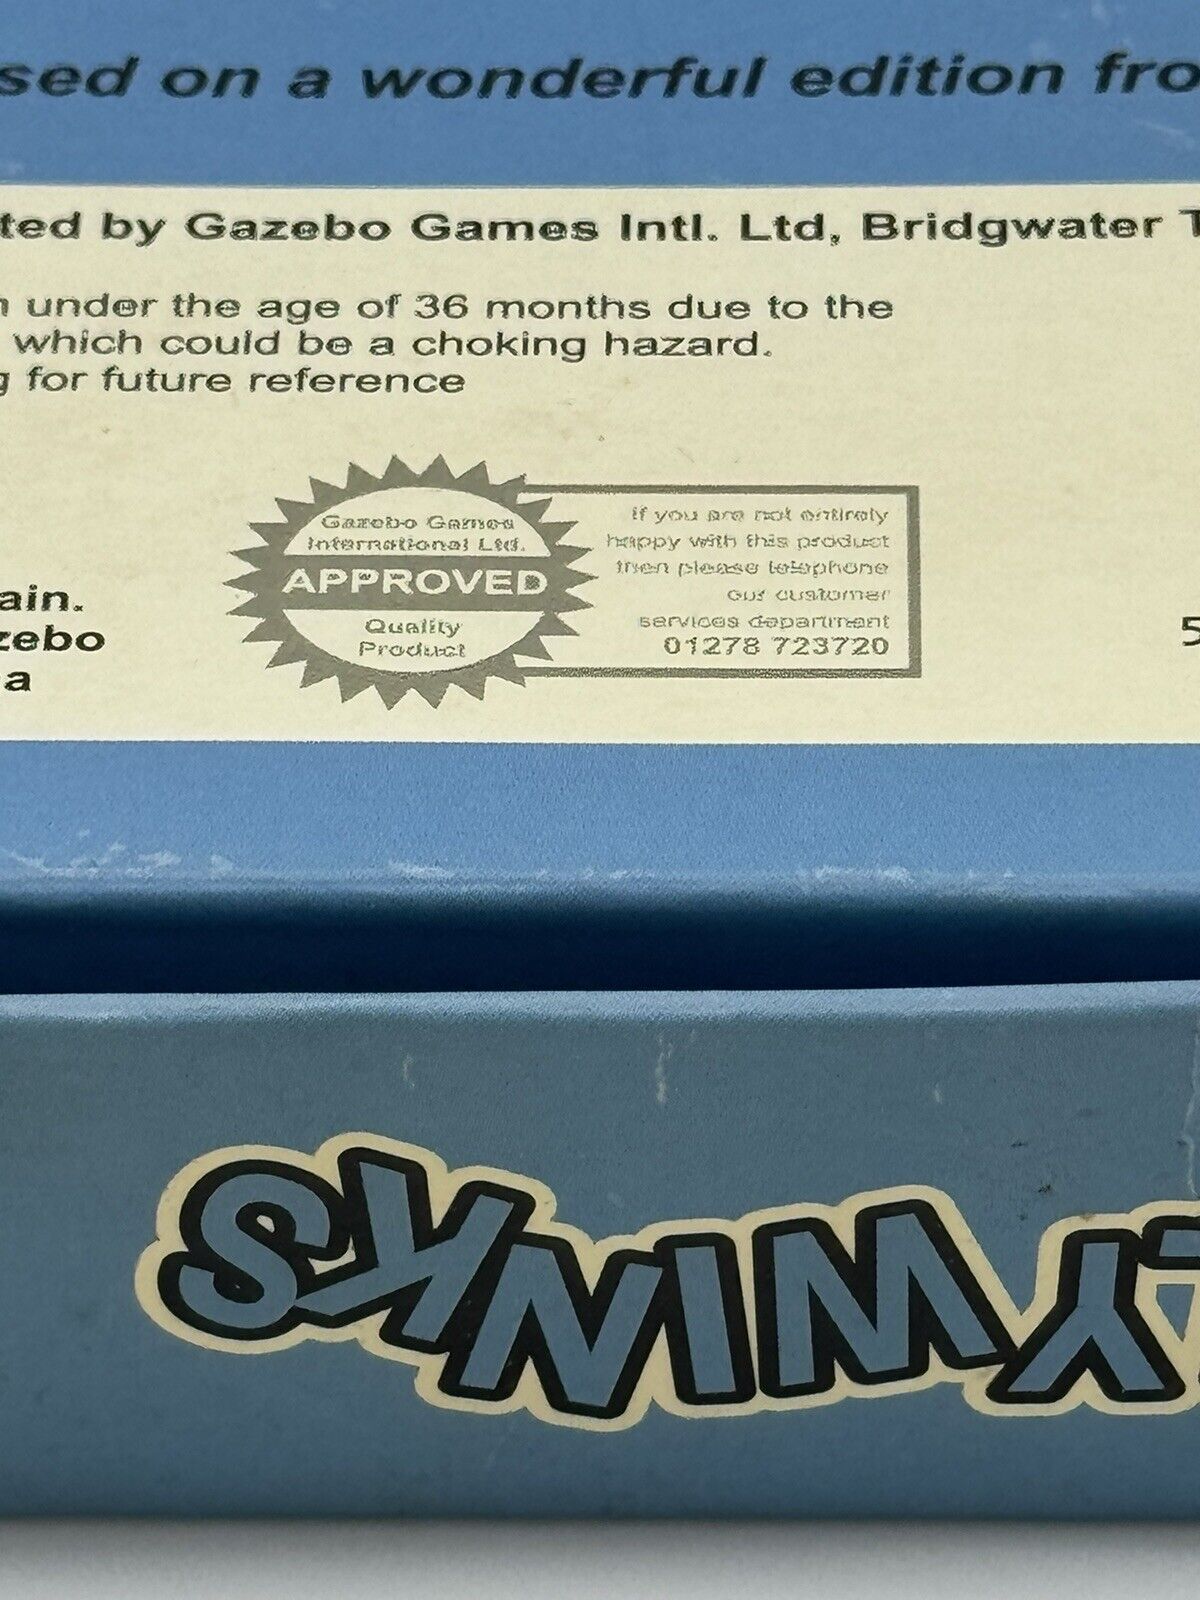 sed on a wonderful edition fro
ted by Gazebo Games Intl. Ltd, Bridgwater T
n under the age of 36 months due to the
which could be a choking hazard.
g for future reference
Gazebo Games
International Ltd.
APPROVED
Quality
Product
If you are not entirely
happy with this product
then please telephone
our customer
services department
01278 723720
ain.
zebo
a
5
YWINKS